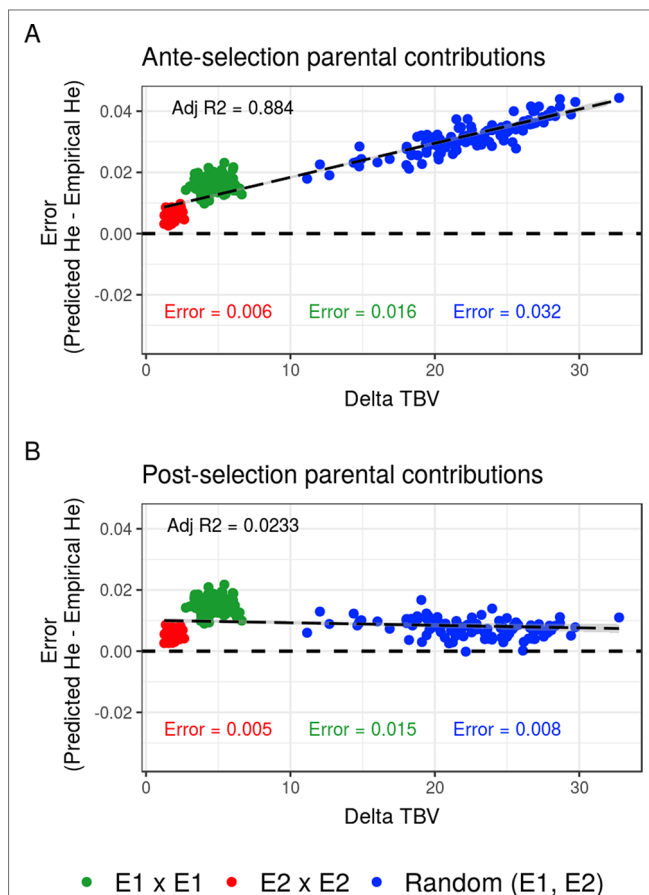 A
Ante-selection parental contributions
Adj R2 = 0.884
0.04
0.02
0.00
-0.02
Error
(Predicted He - Empirical He)
Error = 0.006 Error = 0.016 Error = 0.032
0 10 20 30
Delta TBV
B
Post-selection parental contributions
Adj R2 = 0.0233
0.04
0.02
0.00
-0.02
Error
(Predicted He - Empirical He)
Error = 0.005 Error = 0.015 Error = 0.008
0 10 20 30
Delta TBV
E1 x E1 E2 x E2 Random (E1, E2)